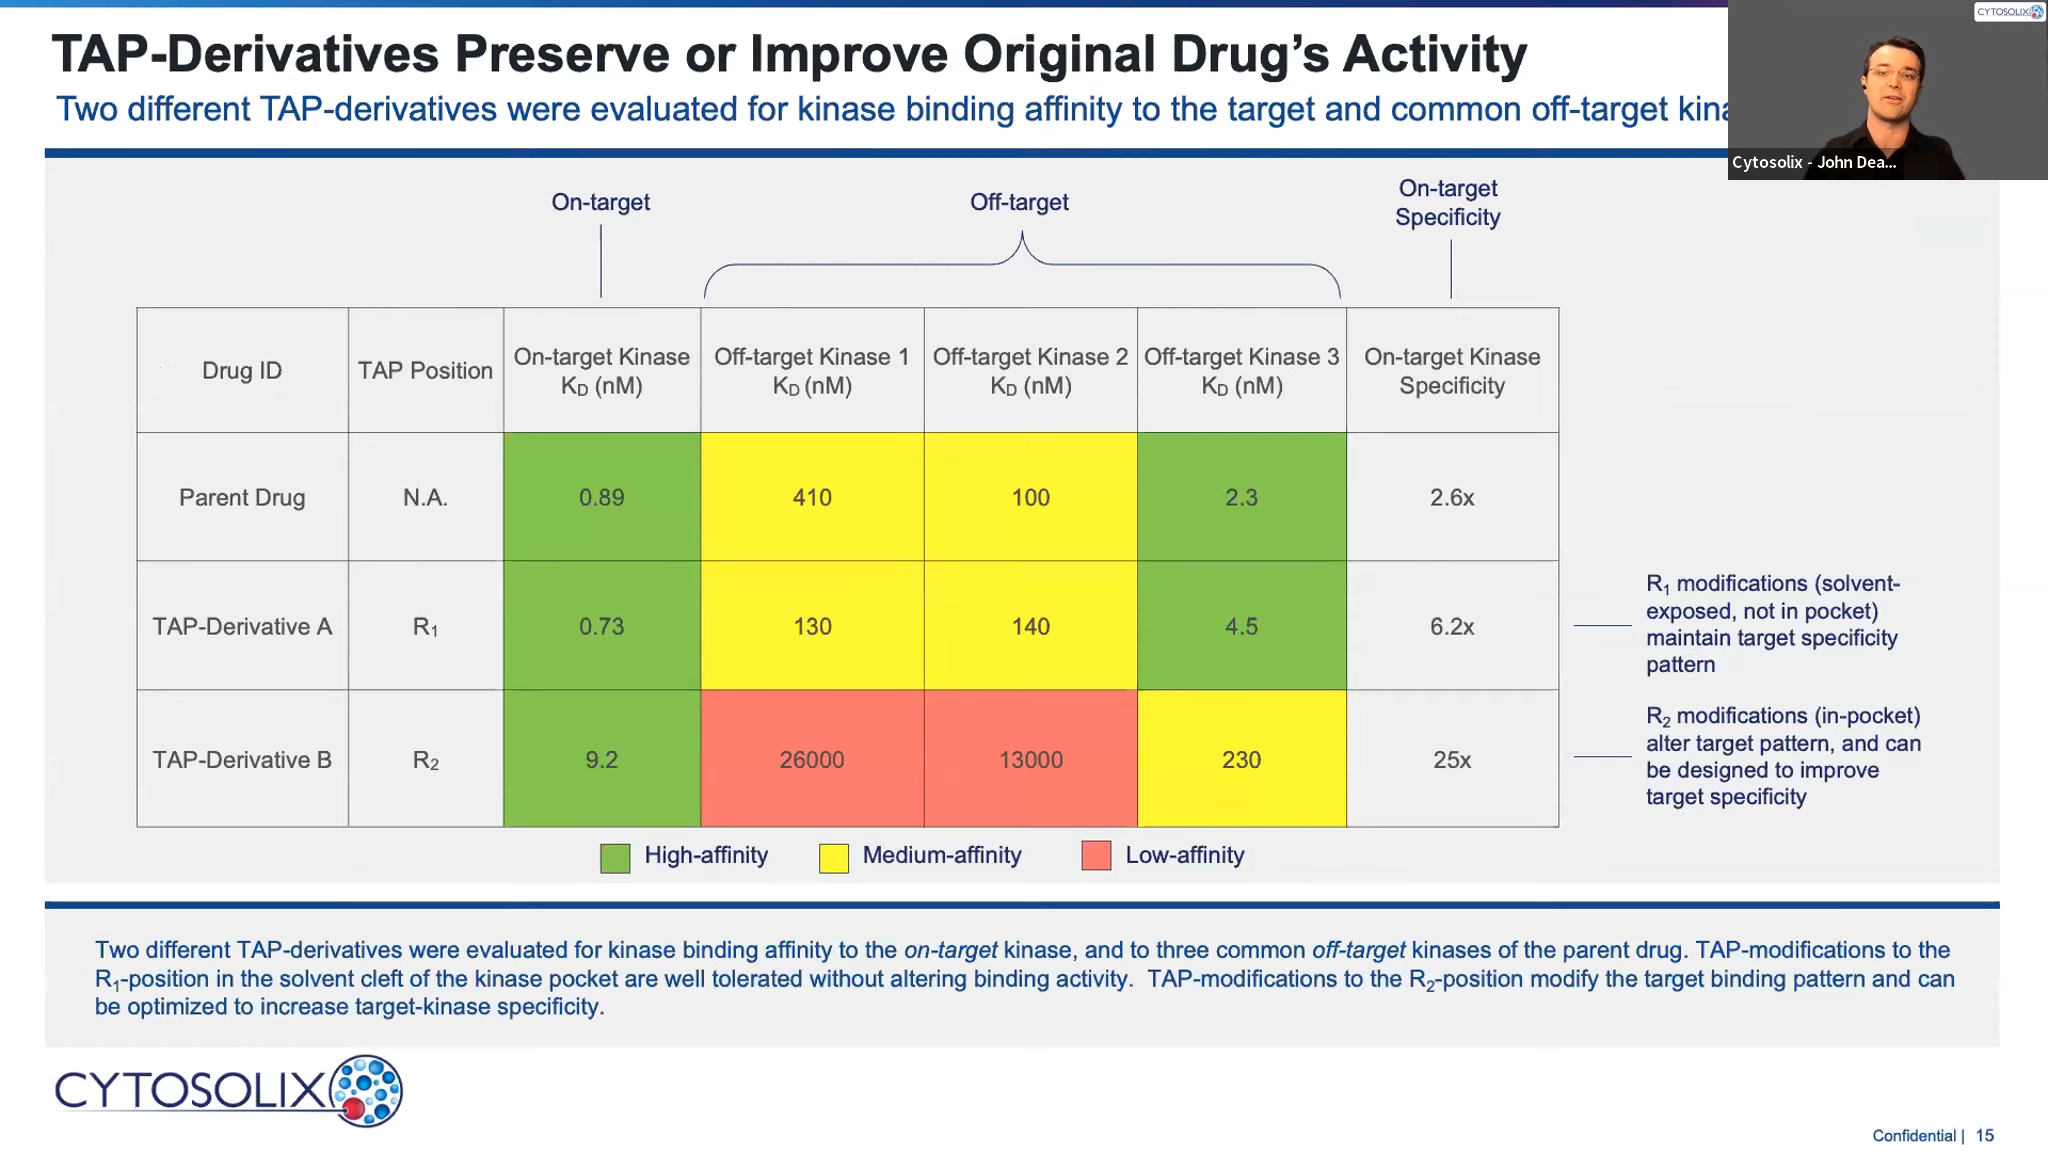 CYTOSOLIX
TAP-Derivatives Preserve or Improve Original Drug’s Activity
Two different TAP-derivatives were evaluated for kinase binding affinity to the target and common off-target
Cytosolix - John Dea...
On-target
Off-target
On-target
Specificity
Drug ID
TAP Position
On-target Kinase
KD (nM)
Off-target Kinase 1
KD (nM)
Off-target Kinase 2
KD (nM)
Off-target Kinase 3
KD (nM)
On-target Kinase
Specificity
Parent Drug N.A. 0.89 410 100 2.3 2.6x
TAP-Derivative A R1 0.73 130 140 4.5 6.2x
TAP-Derivative B R2 9.2 26000 13000 230 25x
R1 modifications (solvent-
exposed, not in pocket)
maintain target specificity
pattern
R2 modifications (in-pocket)
alter target pattern, and can
be designed to improve
target specificity
High-affinity Medium-affinity Low-affinity
Two different TAP-derivatives were evaluated for kinase binding affinity to the on-target kinase, and to three common off-target kinases of the parent drug. TAP-modifications to the
R1-position in the solvent cleft of the kinase pocket are well tolerated without altering binding activity. TAP-modifications to the R2-position modify the target binding pattern and can
be optimized to increase target-kinase specificity.
CYTOSOLIX
Confidential | 15